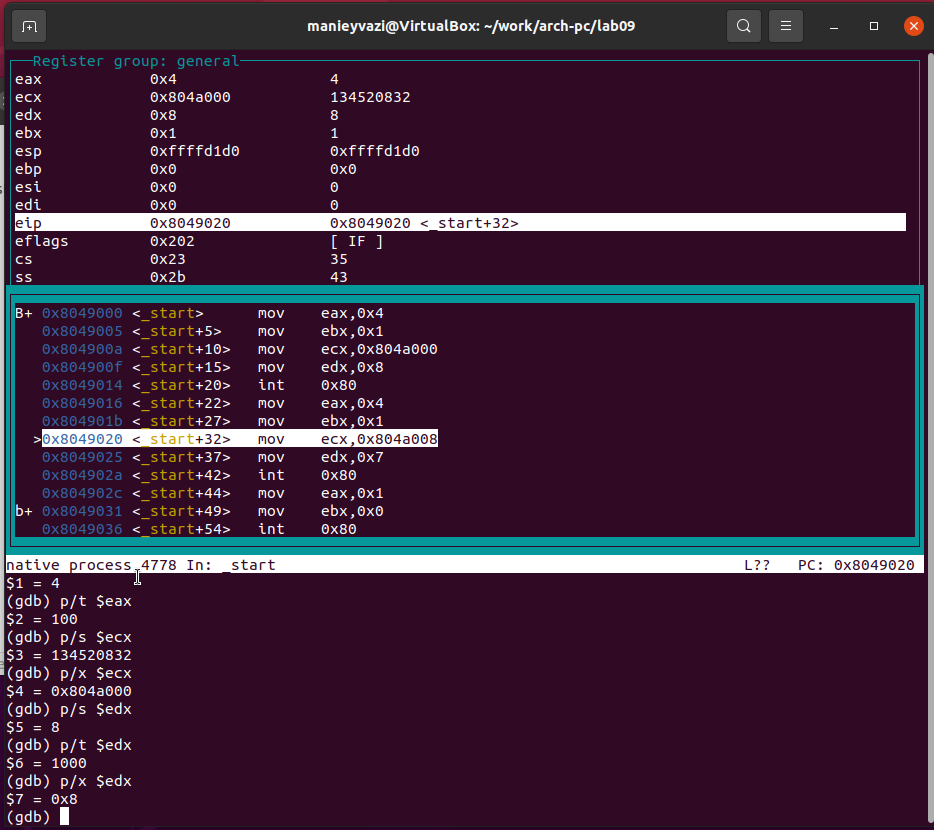 manieyvazi@VirtualBox: ~/work/arch-pc/lab09
Register group: general
eax 0x4 4
ecx 0x804a000 134520832
edx 0x8 8
ebx 0x1 1
esp 0xffffd1d0 0xffffd1d0
ebp 0x0 0x0
esi 0x0 0
edi 0x0 0
eip 0x8049020 0x8049020 <_start+32>
eflags 0x202 [ IF ]
cs 0x23 35
ss 0x2b 43
B+ 0x8049000 <_start> mov eax,0x4
0x8049005 <_start+5> mov ebx,0x1
0x804900a <_start+10> mov ecx,0x804a000
0x804900f <_start+15> mov edx,0x8
0x8049014 <_start+20> int 0x80
0x8049016 <_start+22> mov eax,0x4
0x804901b <_start+27> mov ebx,0x1
>0x8049020 <_start+32> mov ecx,0x804a008
0x8049025 <_start+37> mov edx,0x7
0x804902a <_start+42> int 0x80
0x804902c <_start+44> mov eax,0x1
b+ 0x8049031 <_start+49> mov ebx,0x0
0x8049036 <_start+54> int 0x80
native process 4778 In: _start L?? PC: 0x8049020
$1 = 4
(gdb) p/t $eax
$2 = 100
(gdb) p/s $ecx
$3 = 134520832
(gdb) p/x $ecx
$4 = 0x804a000
(gdb) p/s $edx
$5 = 8
(gdb) p/t $edx
$6 = 1000
(gdb) p/x $edx
$7 = 0x8
(gdb)